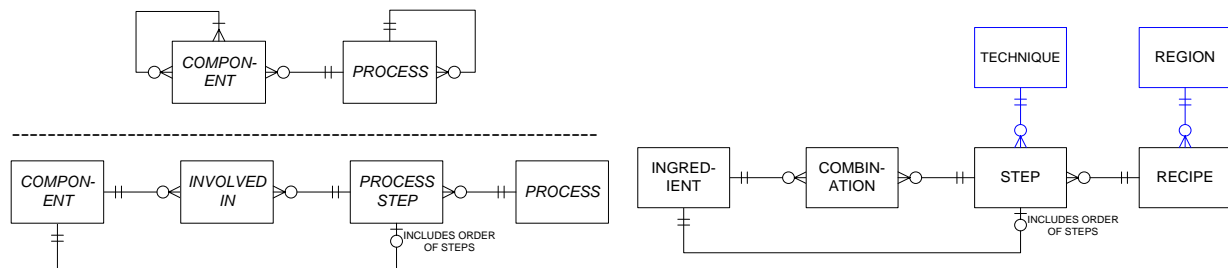 COMPON-
ENT
PROCESS
TECHNIQUE
REGION
COMPON-
ENT
INVOLVED
IN
PROCESS
STEP
PROCESS
INCLUDES ORDER
OF STEPS
INGRED-
IENT
COMBIN-
ATION
STEP
RECIPE
INCLUDES ORDER
OF STEPS